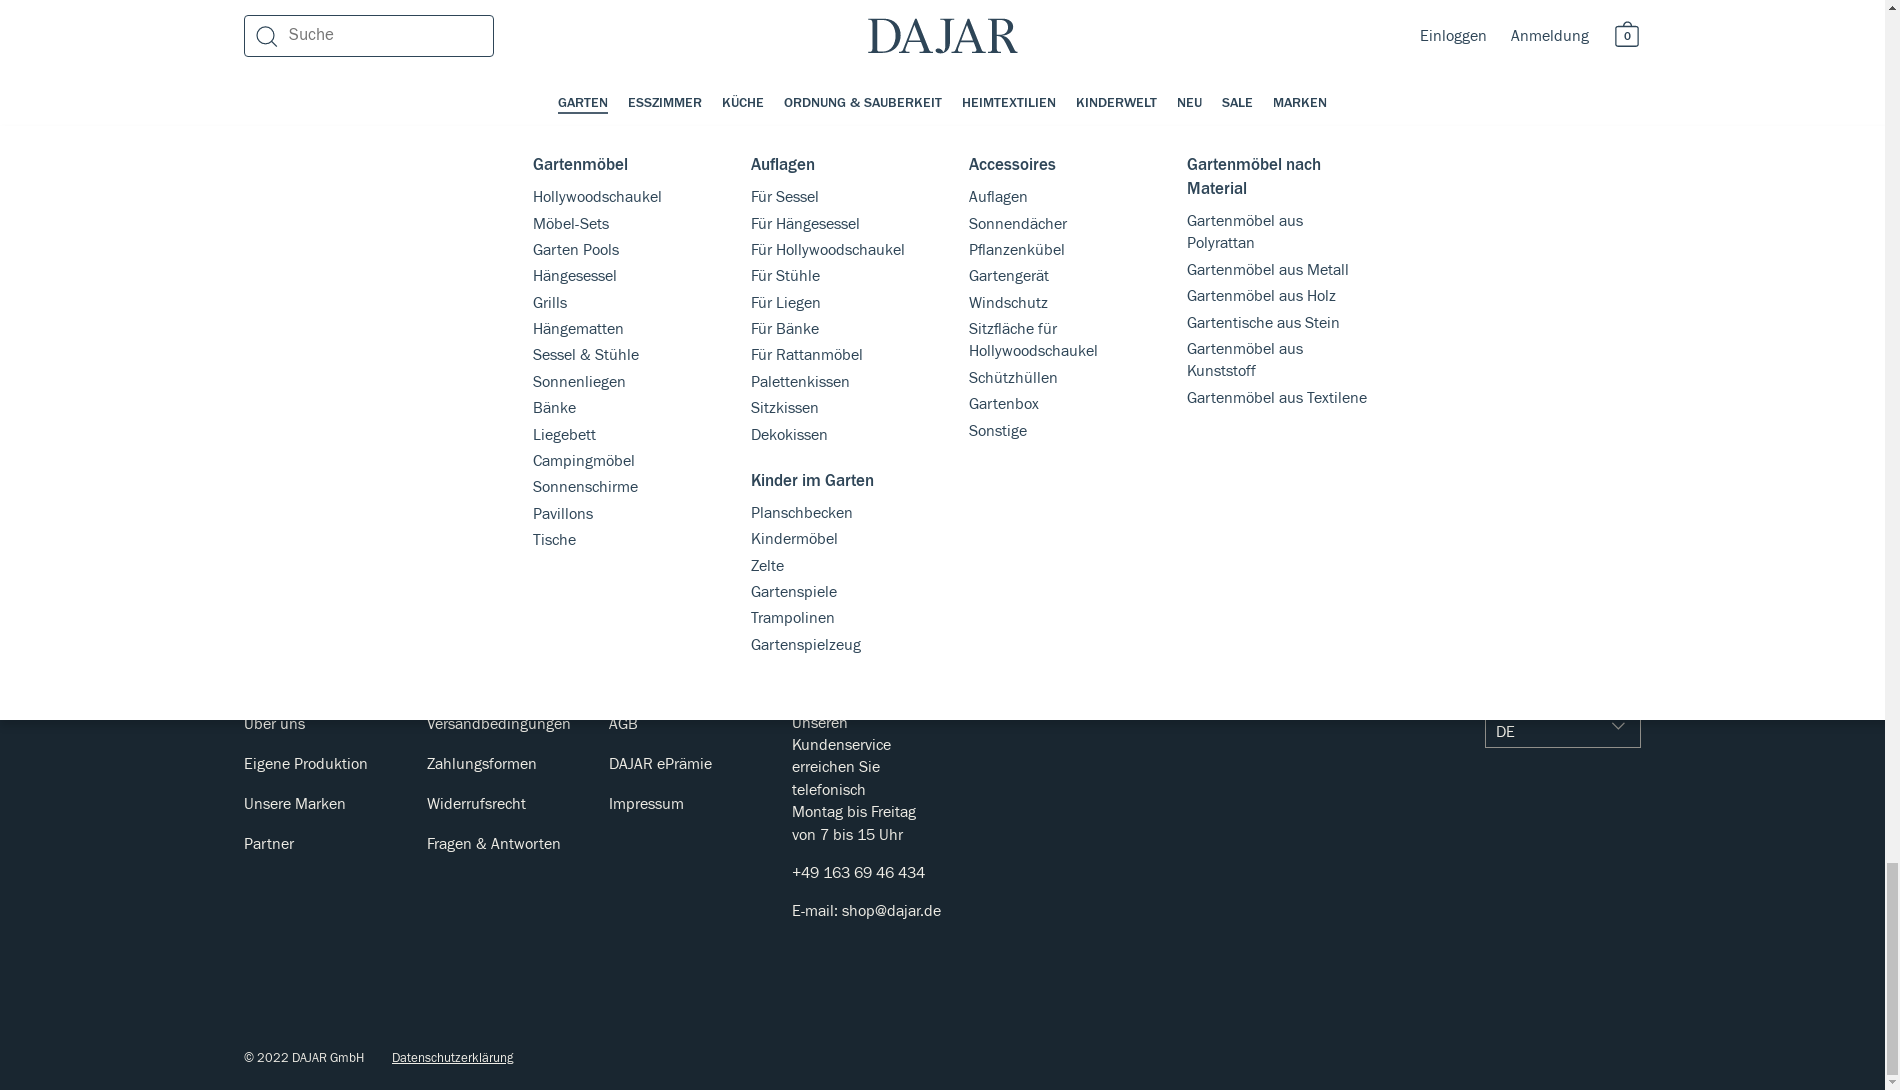 Suche
DAJAR
Einloggen
Anmeldung
0
GARTEN
ESSZIMMER
KÜCHE
ORDNUNG & SAUBERKEIT
HEIMTEXTILIEN
KINDERWELT
NEU
SALE
MARKEN
Gartenmöbel
Hollywoodschaukel
Möbel-Sets
Garten Pools
Hängesessel
Grills
Hängematten
Sessel & Stühle
Sonnenliegen
Bänke
Liegebett
Campingmöbel
Sonnenschirme
Pavillons
Tische
Auflagen
Für Sessel
Für Hängesessel
Für Hollywoodschaukel
Für Stühle
Für Liegen
Für Bänke
Für Rattanmöbel
Palettenkissen
Sitzkissen
Dekokissen
Kinder im Garten
Planschbecken
Kindermöbel
Zelte
Gartenspiele
Trampolinen
Gartenspielzeug
Accessoires
Auflagen
Sonnendächer
Pflanzenkübel
Gartengerät
Windschutz
Sitzfläche für
Hollywoodschaukel
Schützhüllen
Gartenbox
Sonstige
Gartenmöbel nach
Material
Gartenmöbel aus
Polyrattan
Gartenmöbel aus Metall
Gartenmöbel aus Holz
Gartentische aus Stein
Gartenmöbel aus
Kunststoff
Gartenmöbel aus Textilene
Über uns
Eigene Produktion
Unsere Marken
Partner
Versandbedingungen
Zahlungsformen
Widerrufsrecht
Fragen & Antworten
AGB
DAJAR ePrämie
Impressum
Unseren
Kundenservice
erreichen Sie
telefonisch
Montag bis Freitag
von 7 bis 15 Uhr
+49 163 69 46 434
E-mail: shop@dajar.de
DE
© 2022 DAJAR GmbH
Datenschutzerklärung